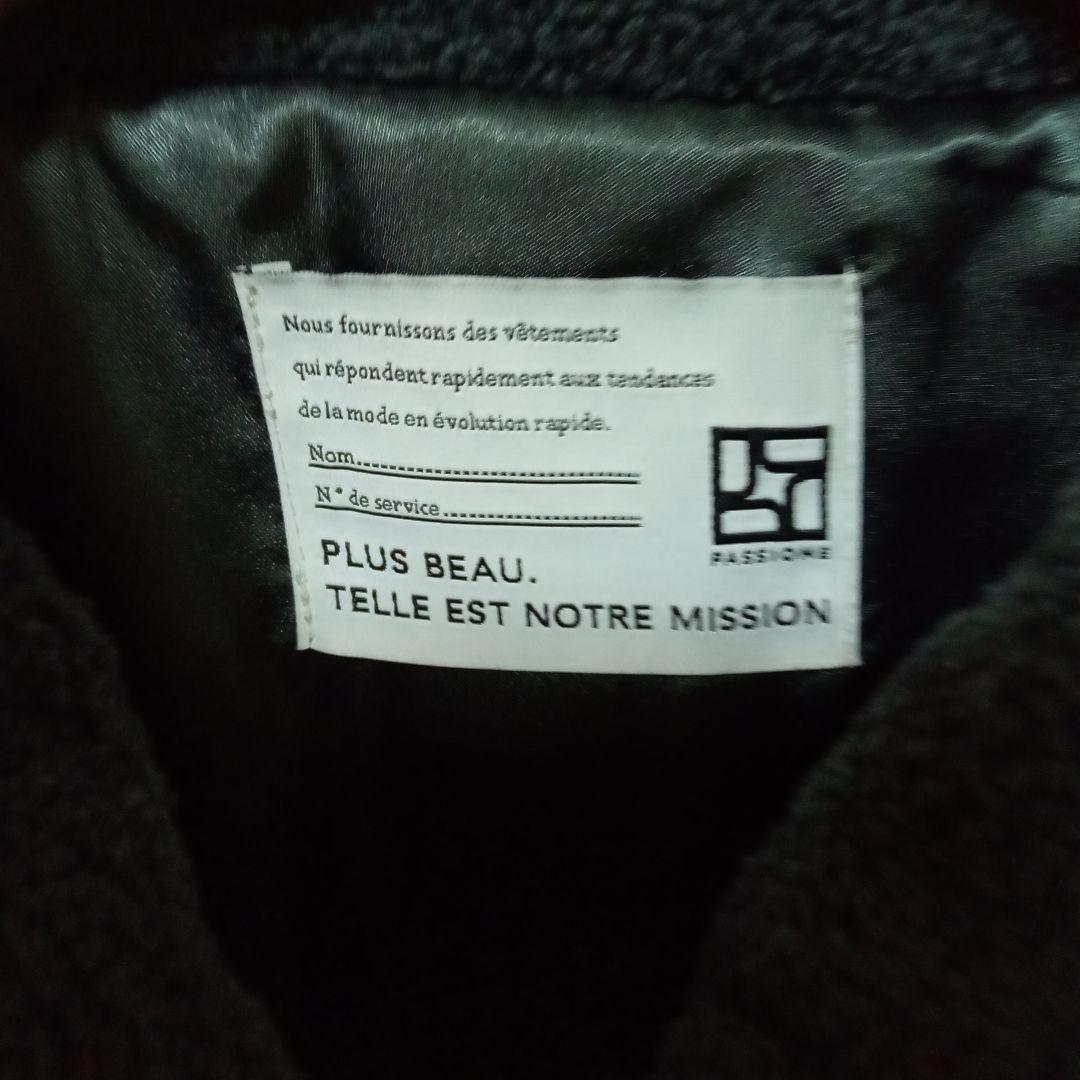 Nous fournissons des vêtements
qui répondent rapidement aux tendances
de la mode en évolution rapide.
Nom
N° de service
PASSIONE
PLUS BEAU.
TELLE EST NOTRE MISSION